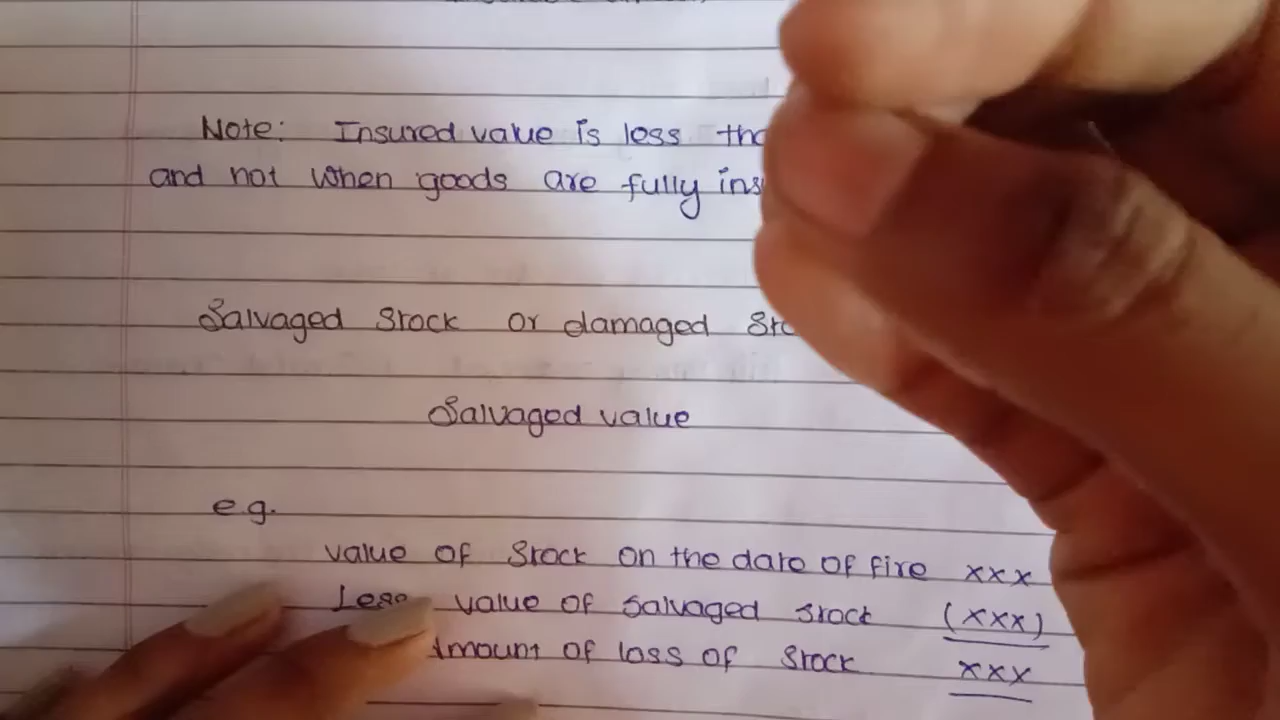 Note: Insured value is less
and not when goods are fully
Salvaged Stock or damaged
Salvaged value
e.g.
value of Stock on the date of fire xxx
Less value of salvaged stock (xxx)
Amount of loss of Stock xxx